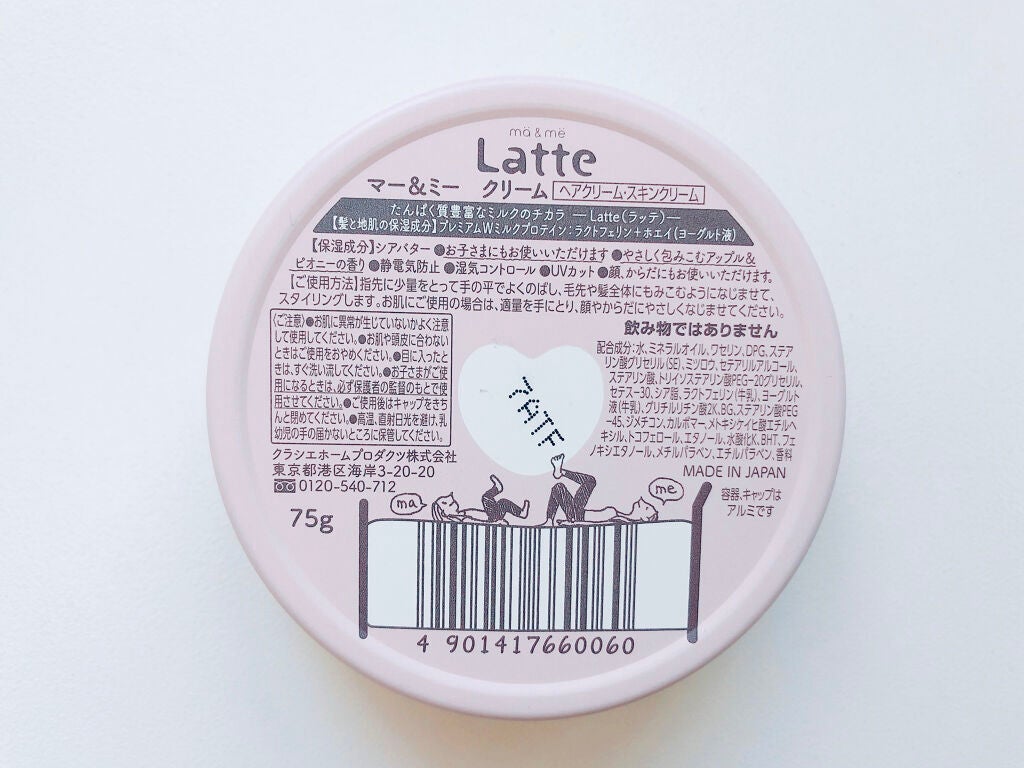 mä & më
Latte
マー&ミー クリーム ヘアクリーム・スキンクリーム
たんぱく質豊富なミルクのチカラ ― Latte(ラッテ)―
【髪と地肌の保湿成分】プレミアムWミルクプロテイン:ラクトフェリン+ホエイ(ヨーグルト液)
【保湿成分】シアバター ●お子さまにもお使いいただけます ●やさしく包みこむアップル&
ピオニーの香り ●静電気防止 ●湿気コントロール ●UVカット ●顔、からだにもお使いいただけます。
【ご使用方法】指先に少量をとって手の平でよくのばし、毛先や髪全体にもみこむようになじませて、
スタイリングします。お肌にご使用の場合は、適量を手にとり、顔やからだにやさしくなじませてください。
〈ご注意〉●お肌に異常が生じていないかよく注意
して使用してください。●お肌や頭皮に合わない
ときはご使用をおやめください。●目に入ったと
きは、すぐ洗い流してください。●お子さまがご使
用になるときは、必ず保護者の監督のもとで使
用させてください。●ご使用後はキャップをきち
んと閉めてください。●高温、直射日光を避け、乳
幼児の手の届かないところに保管してください。
クラシエホームプロダクツ株式会社
東京都港区海岸3-20-20
0120-540-712
75g
飲み物ではありません
配合成分:水、ミネラルオイル、ワセリン、DPG、ステア
リン酸グリセリル(SE)、ミツロウ、セテアリルアルコール、
ステアリン酸、トリイソステアリン酸PEG-20グリセリル、
セテス-30、シア脂、ラクトフェリン(牛乳)、ヨーグルト
液(牛乳)、グリチルリチン酸2K、BG、ステアリン酸PEG
-45、ジメチコン、カルボマー、メトキシケイヒ酸エチルヘ
キシル、トコフェロール、エタノール、水酸化K、BHT、フェ
ノキシエタノール、メチルパラベン、エチルパラベン、香料
MADE IN JAPAN
容器、キャップは
アルミです
ma
me
4 901417660060